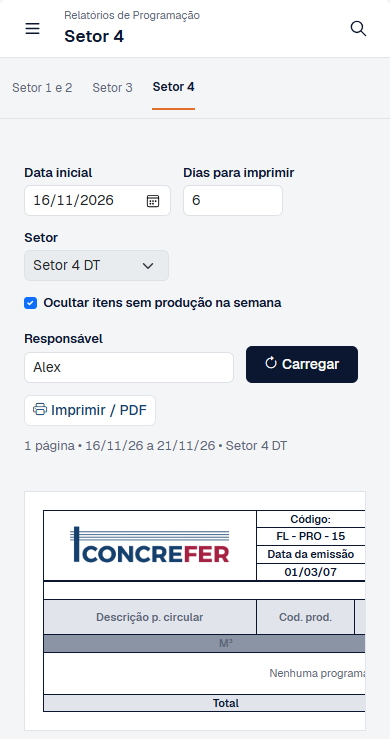 Relatórios de Programação
Setor 4
Setor 1 e 2
Setor 3
Setor 4
Data inicial
Dias para imprimir
16/11/2026
6
Setor
Setor 4 DT
Ocultar itens sem produção na semana
Responsável
Alex
Carregar
Imprimir / PDF
1 página • 16/11/26 a 21/11/26 • Setor 4 DT
CONCREFER
Código:
FL - PRO - 15
Data da emissão
01/03/07
Descrição p. circular
Cod. prod.
M³
Nenhuma programa
Total